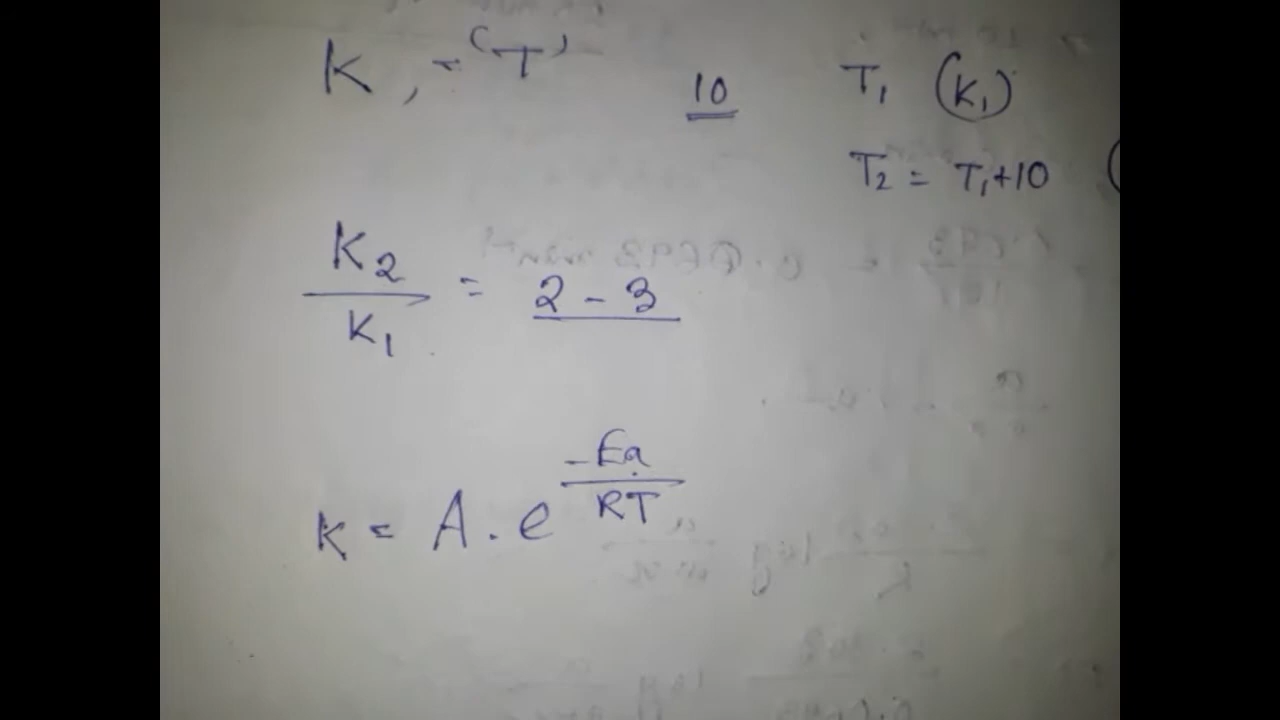 K, - (T)
10
T₁ (K₁)
T₂ = T₁+10 (
K₂/K₁ = 2 - 3
K = A . e^(-Ea/RT)